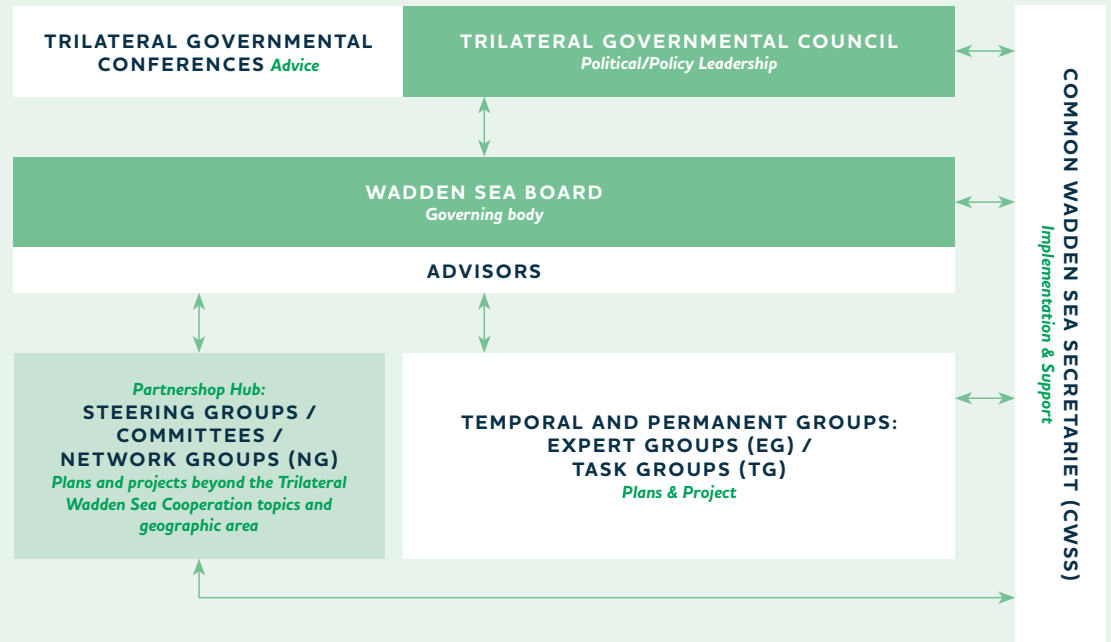 TRILATERAL GOVERNMENTAL
CONFERENCES Advice
TRILATERAL GOVERNMENTAL COUNCIL
Political/Policy Leadership
WADDEN SEA BOARD
Governing body
ADVISORS
Partnershop Hub:
STEERING GROUPS /
COMMITTEES /
NETWORK GROUPS (NG)
Plans and projects beyond the Trilateral
Wadden Sea Cooperation topics and
geographic area
TEMPORAL AND PERMANENT GROUPS:
EXPERT GROUPS (EG) /
TASK GROUPS (TG)
Plans & Project
COMMON WADDEN SEA SECRETARIET (CWSS)
Implementation & Support